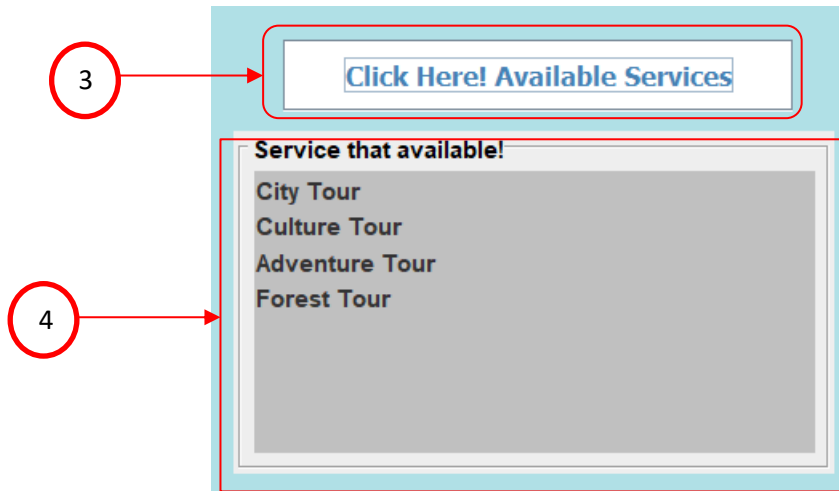 3
Click Here! Available Services
Service that available!
City Tour
Culture Tour
Adventure Tour
Forest Tour
4